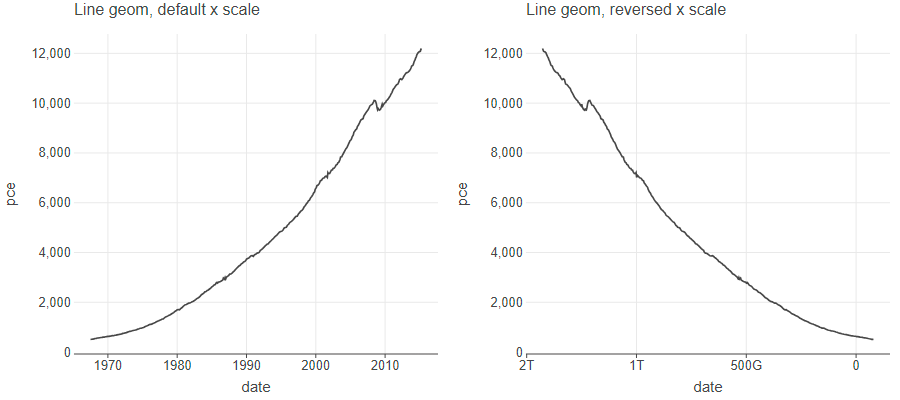 Line geom, default x scale
12,000
10,000
8,000
6,000
4,000
2,000
0
pce
1970 1980 1990 2000 2010
date
Line geom, reversed x scale
12,000
10,000
8,000
6,000
4,000
2,000
0
pce
2T 1T 500G 0
date